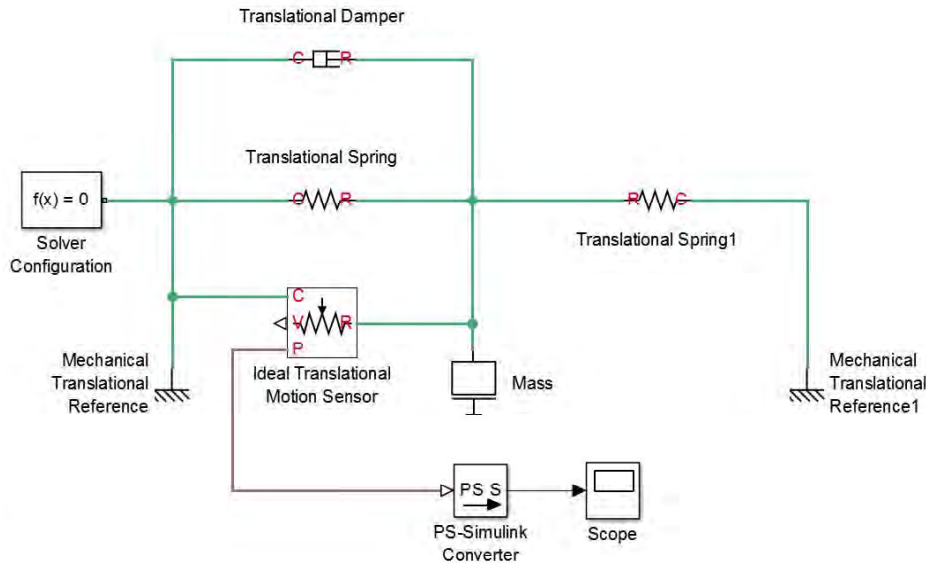 Translational Damper
C R
Translational Spring
f(x) = 0
C R
R C
Solver
Configuration
Translational Spring1
C
V R
P
Mechanical
Translational
Reference
Ideal Translational
Motion Sensor
Mass
Mechanical
Translational
Reference1
PS S
PS-Simulink
Converter
Scope